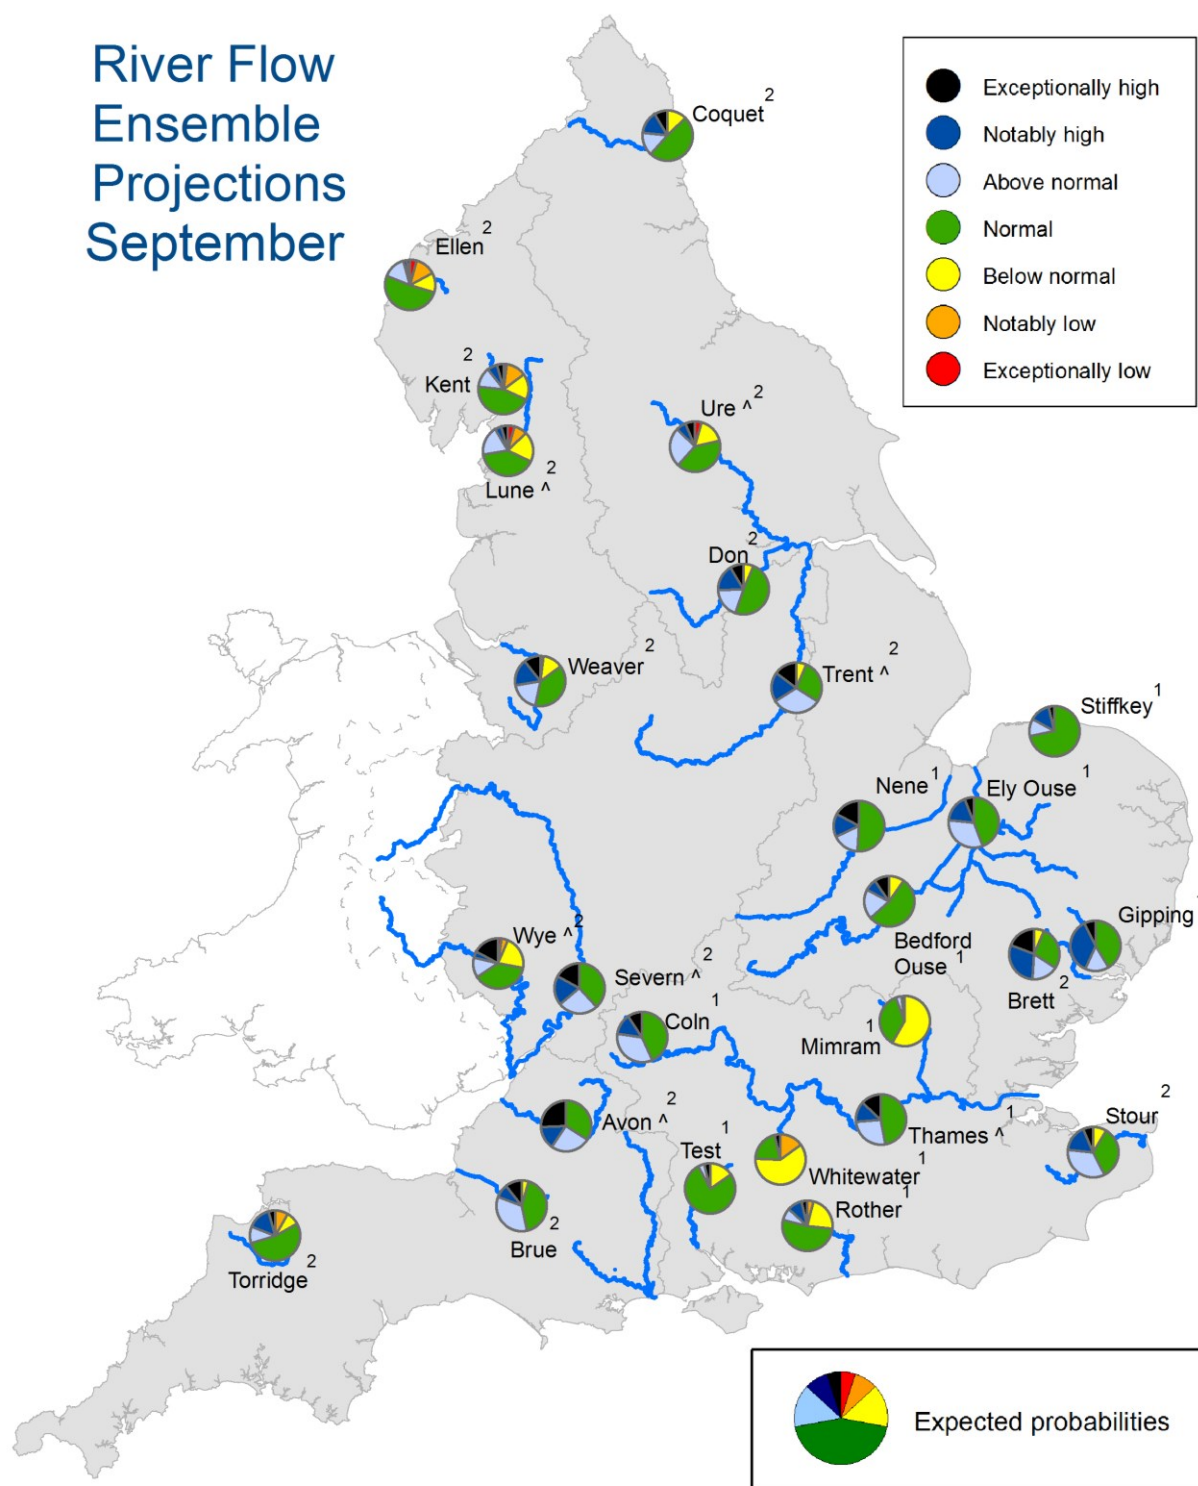 River Flow
Ensemble
Projections
September
Exceptionally high
Notably high
Above normal
Normal
Below normal
Notably low
Exceptionally low
Coquet 2
Ellen 2
Kent 2
Lune ^ 2
Ure ^ 2
Don 2
Weaver 2
Trent ^ 2
Stiffkey 1
Nene 1
Ely Ouse 1
Bedford
Ouse 1
Gipping
Brett 2
Wye ^ 2
Severn ^ 2
Coln 1
Mimram 1
Avon ^ 2
Test 1
Whitewater 1
Thames ^ 1
Stour 2
Rother 1
Brue 2
Torridge 2
Expected probabilities